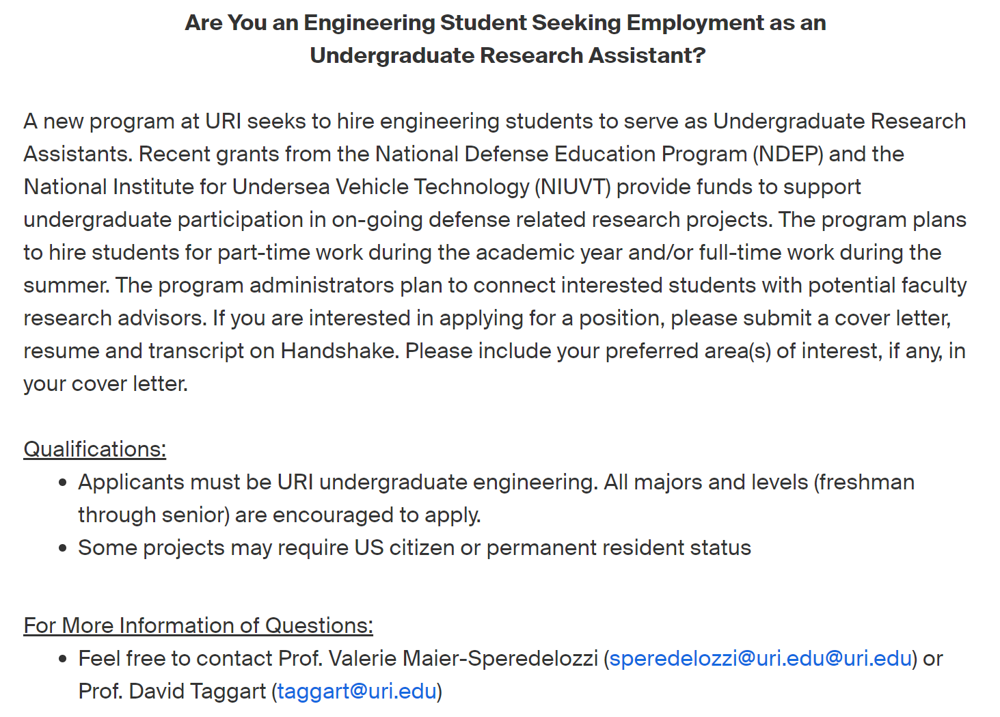 Are You an Engineering Student Seeking Employment as an
Undergraduate Research Assistant?
A new program at URI seeks to hire engineering students to serve as Undergraduate Research
Assistants. Recent grants from the National Defense Education Program (NDEP) and the
National Institute for Undersea Vehicle Technology (NIUVT) provide funds to support
undergraduate participation in on-going defense related research projects. The program plans
to hire students for part-time work during the academic year and/or full-time work during the
summer. The program administrators plan to connect interested students with potential faculty
research advisors. If you are interested in applying for a position, please submit a cover letter,
resume and transcript on Handshake. Please include your preferred area(s) of interest, if any, in
your cover letter.
Qualifications:
• Applicants must be URI undergraduate engineering. All majors and levels (freshman
through senior) are encouraged to apply.
• Some projects may require US citizen or permanent resident status
For More Information of Questions:
• Feel free to contact Prof. Valerie Maier-Speredelozzi (speredelozzi@uri.edu@uri.edu) or
Prof. David Taggart (taggart@uri.edu)